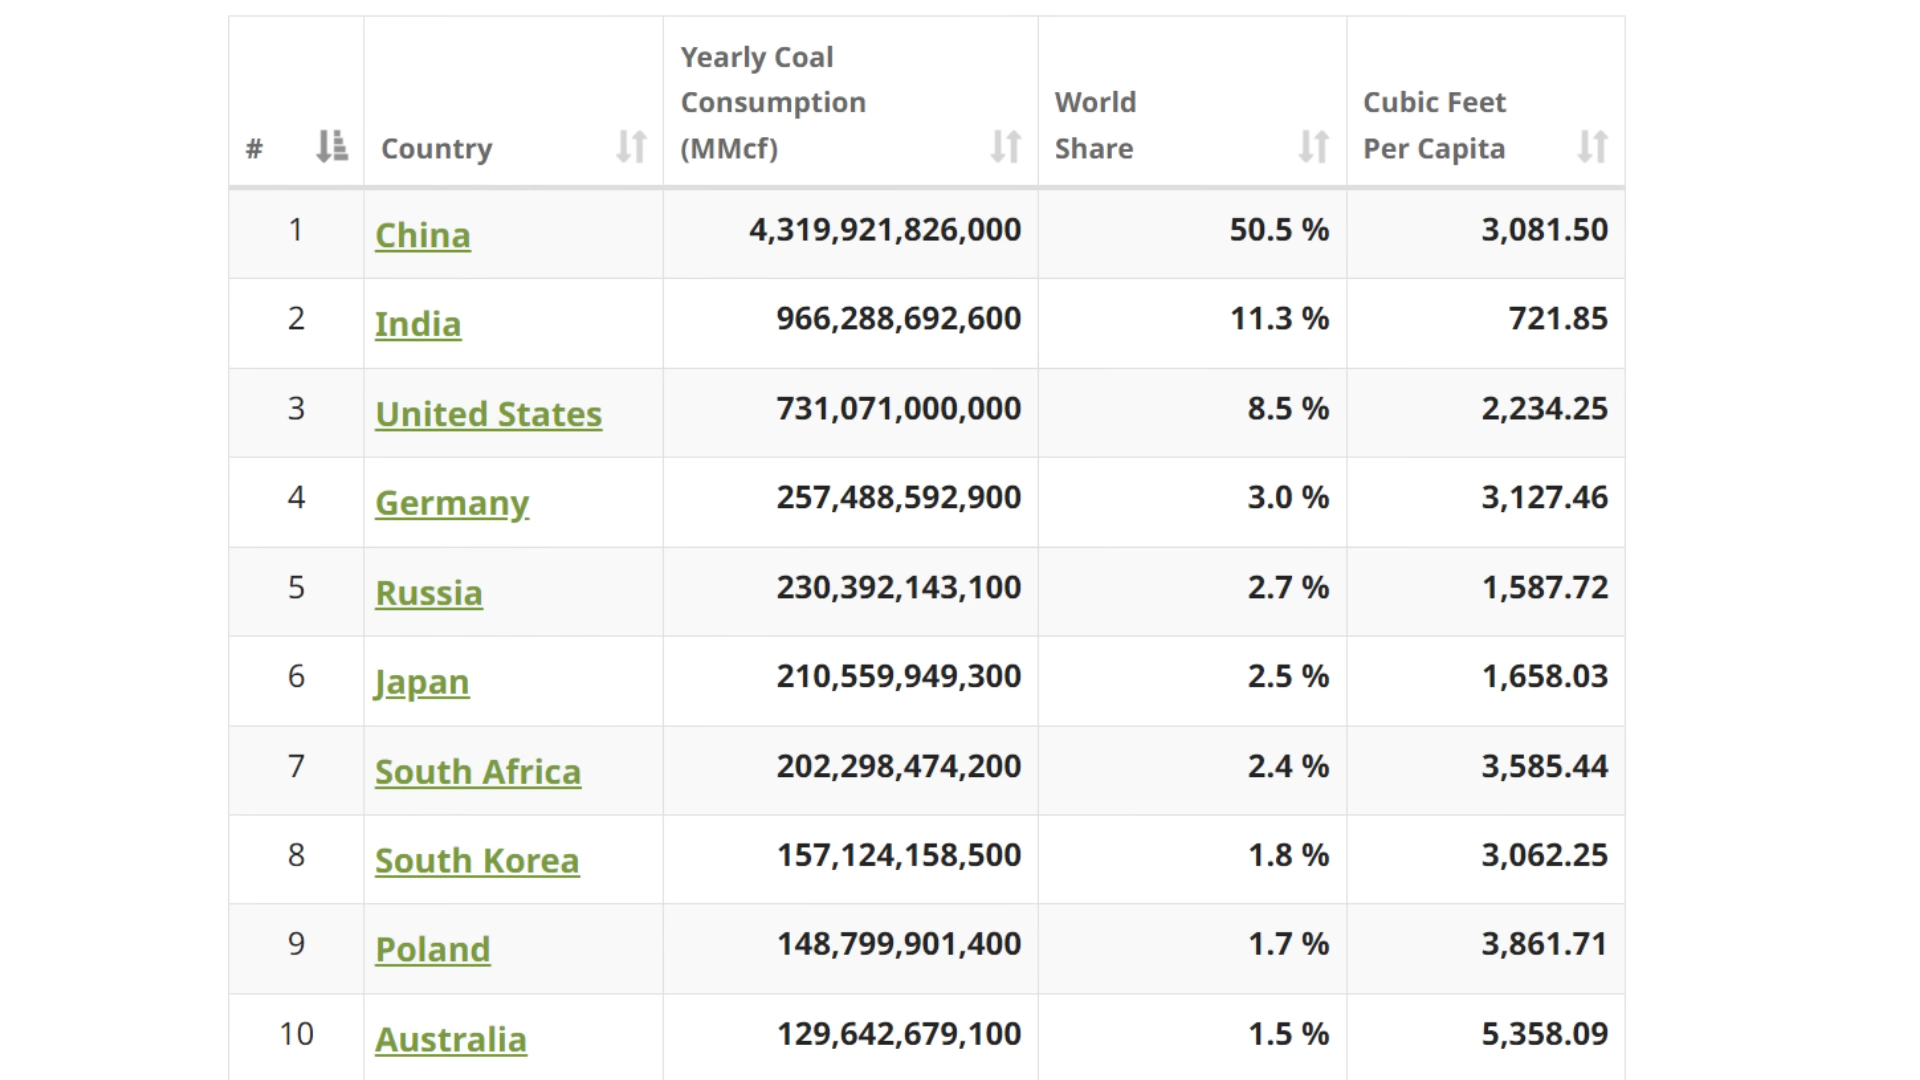 # Country Yearly Coal Consumption (MMcf) World Share Cubic Feet Per Capita
1 China 4,319,921,826,000 50.5 % 3,081.50
2 India 966,288,692,600 11.3 % 721.85
3 United States 731,071,000,000 8.5 % 2,234.25
4 Germany 257,488,592,900 3.0 % 3,127.46
5 Russia 230,392,143,100 2.7 % 1,587.72
6 Japan 210,559,949,300 2.5 % 1,658.03
7 South Africa 202,298,474,200 2.4 % 3,585.44
8 South Korea 157,124,158,500 1.8 % 3,062.25
9 Poland 148,799,901,400 1.7 % 3,861.71
10 Australia 129,642,679,100 1.5 % 5,358.09